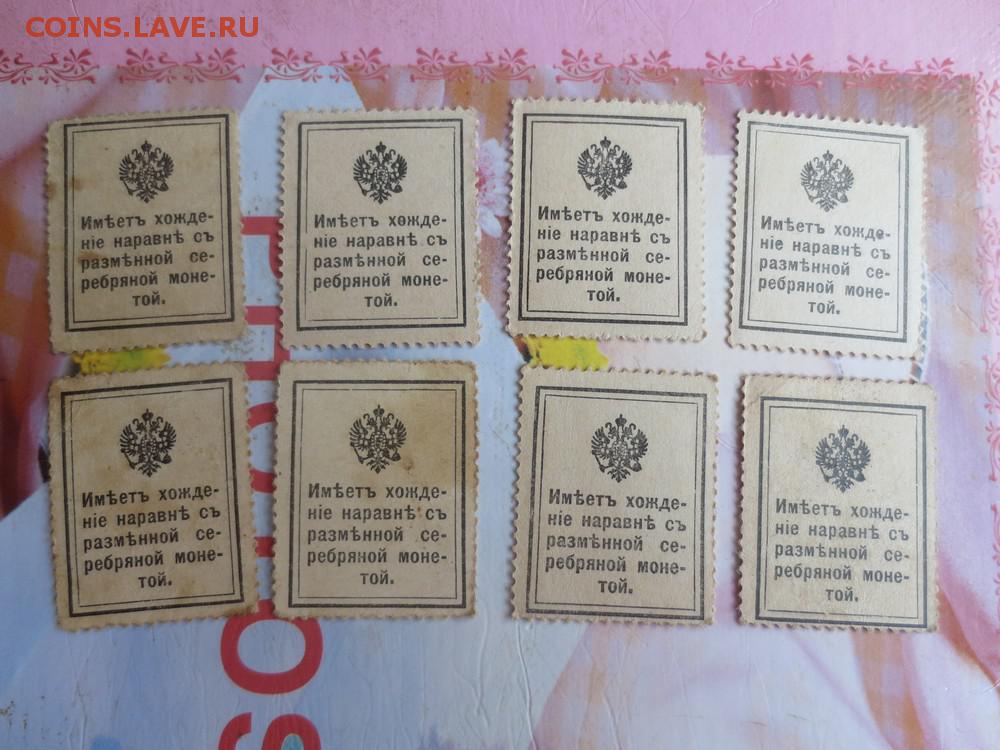 COINS.LAVE.RU
Имѣетъ хожде-
ніе наравнѣ съ
размѣнной се-
ребряной моне-
той.
Имѣетъ хожде-
ніе наравнѣ съ
размѣнной се-
ребряной моне-
той.
Имѣетъ хожде-
ніе наравнѣ съ
размѣнной се-
ребряной моне-
той.
Имѣетъ хожде-
ніе наравнѣ съ
размѣнной се-
ребряной моне-
той.
Имѣетъ хожде-
ніе наравнѣ съ
размѣнной се-
ребряной моне-
той.
Имѣетъ хожде-
ніе наравнѣ съ
размѣнной се-
ребряной моне-
той.
Имѣетъ хожде-
ніе наравнѣ съ
размѣнной се-
ребряной моне-
той.
Имѣетъ хожде-
ніе наравнѣ съ
размѣнной се-
ребряной моне-
той.